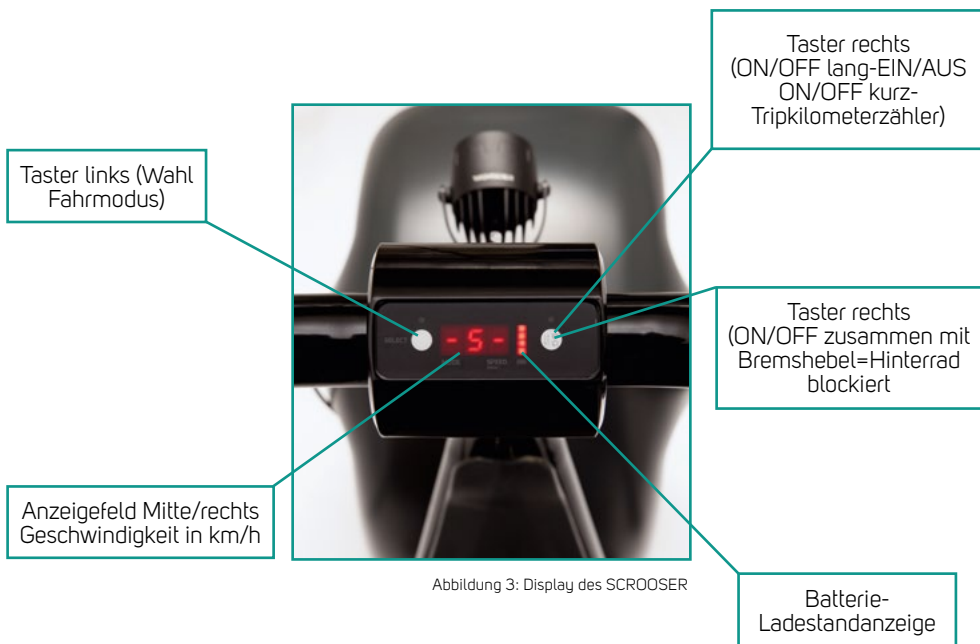 Taster rechts
(ON/OFF lang-EIN/AUS
ON/OFF kurz-
Tripkilometerzähler)
Taster links (Wahl
Fahrmodus)
SELECT
- 5 -
SPEED
Taster rechts
(ON/OFF zusammen mit
Bremshebel=Hinterrad
blockiert
Anzeigefeld Mitte/rechts
Geschwindigkeit in km/h
Abbildung 3: Display des SCROOSER
Batterie-
Ladestandanzeige